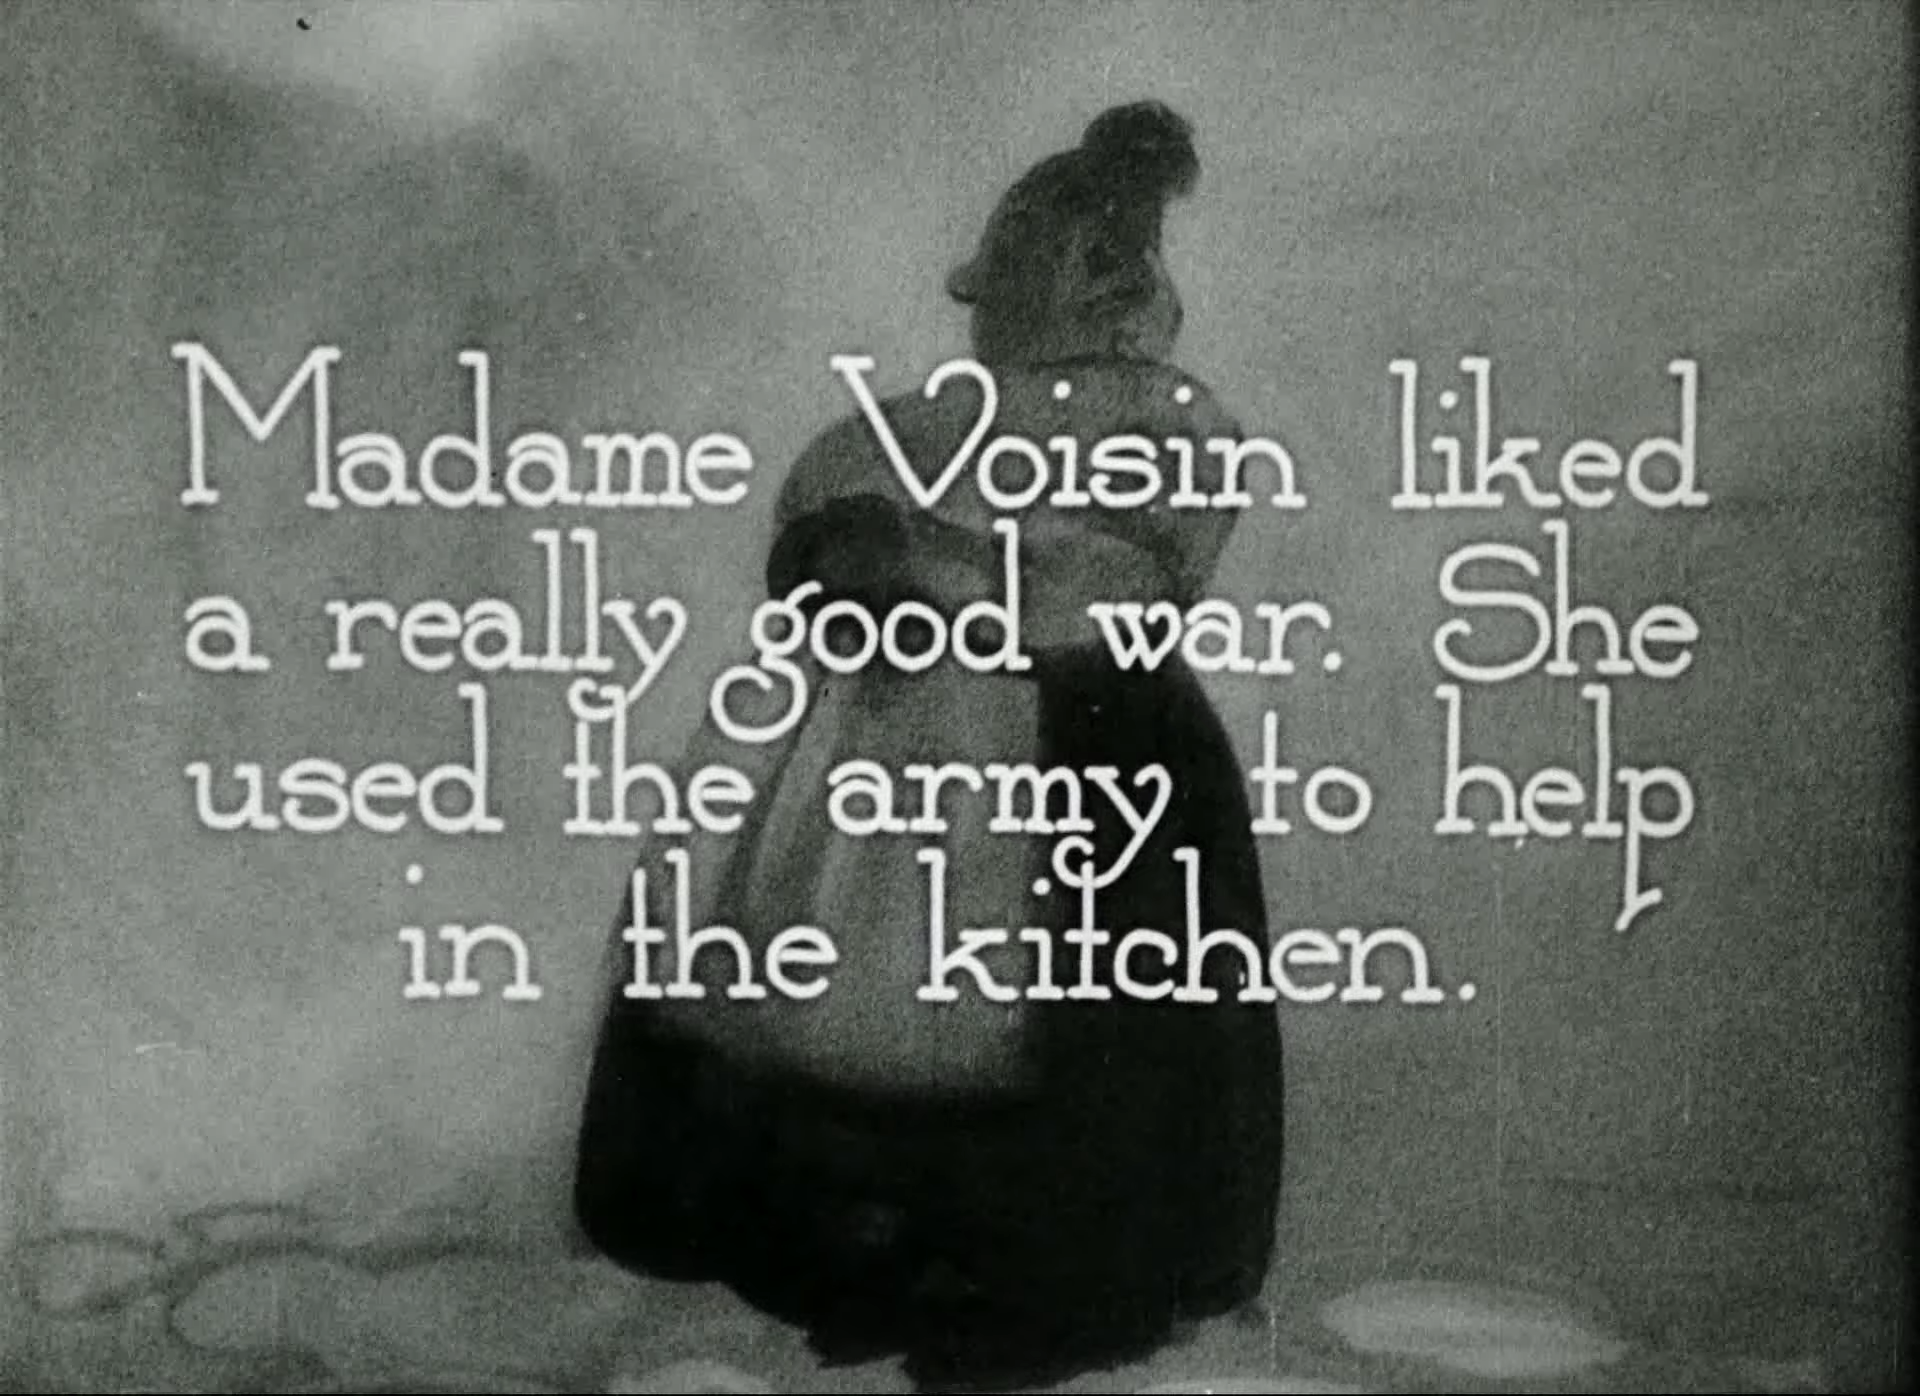 Madame Voisin liked
a really good war. She
used the army to help
in the kitchen.